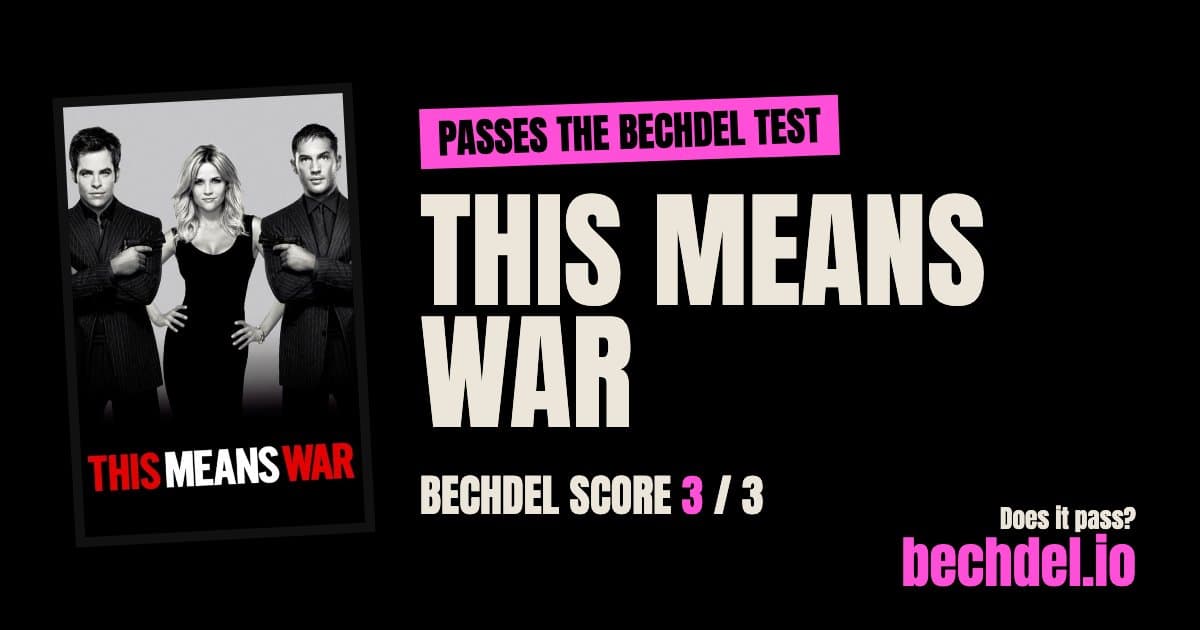 PASSES THE BECHDEL TEST
THIS MEANS
WAR
BECHDEL SCORE 3 / 3
THIS MEANS WAR
Does it pass?
bechdel.io